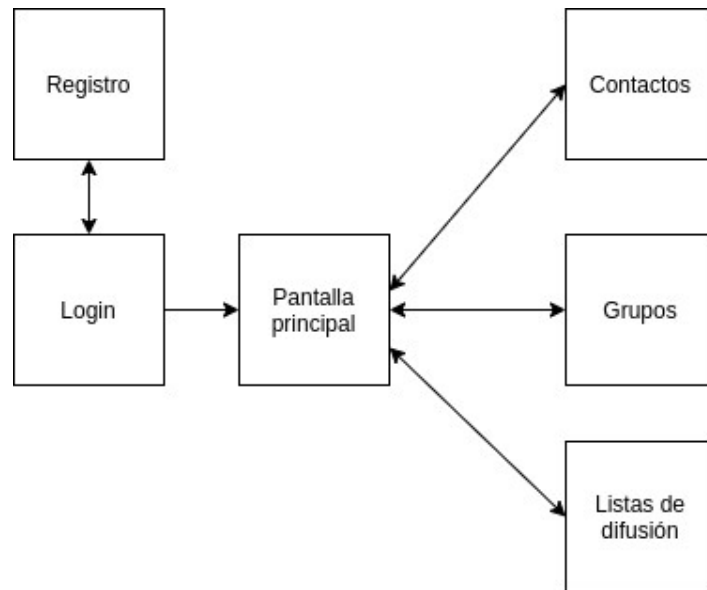 Registro
Contactos
Login
Pantalla
principal
Grupos
Listas de
difusión